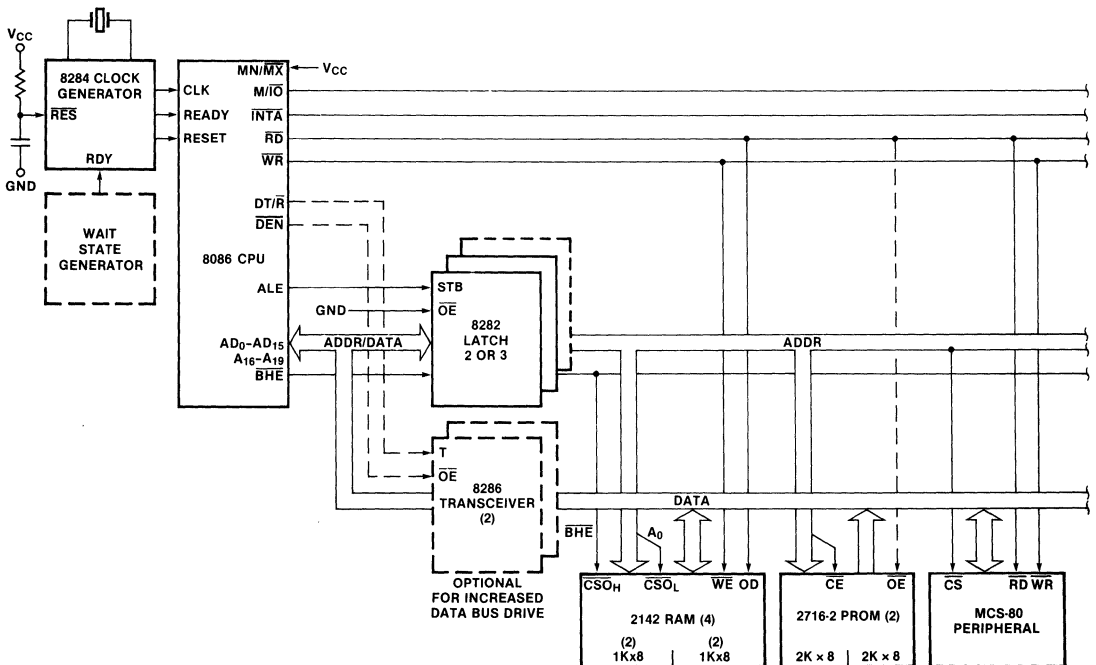 VCC
8284 CLOCK
GENERATOR
RES
RDY
GND
WAIT
STATE
GENERATOR
CLK
READY
RESET
MN/MX
VCC
M/IO
INTA
RD
WR
DT/R
DEN
8086 CPU
ALE
AD0-AD15
A16-A19
BHE
ADDR/DATA
GND
STB
OE
8282
LATCH
2 OR 3
ADDR
T
OE
8286
TRANSCEIVER
(2)
OPTIONAL
FOR INCREASED
DATA BUS DRIVE
DATA
BHE
A0
CSOH
CSOL
WE
OD
2142 RAM (4)
(2)
1Kx8
(2)
1Kx8
CE
OE
2716-2 PROM (2)
2K × 8
2K × 8
CS
RD
WR
MCS-80
PERIPHERAL